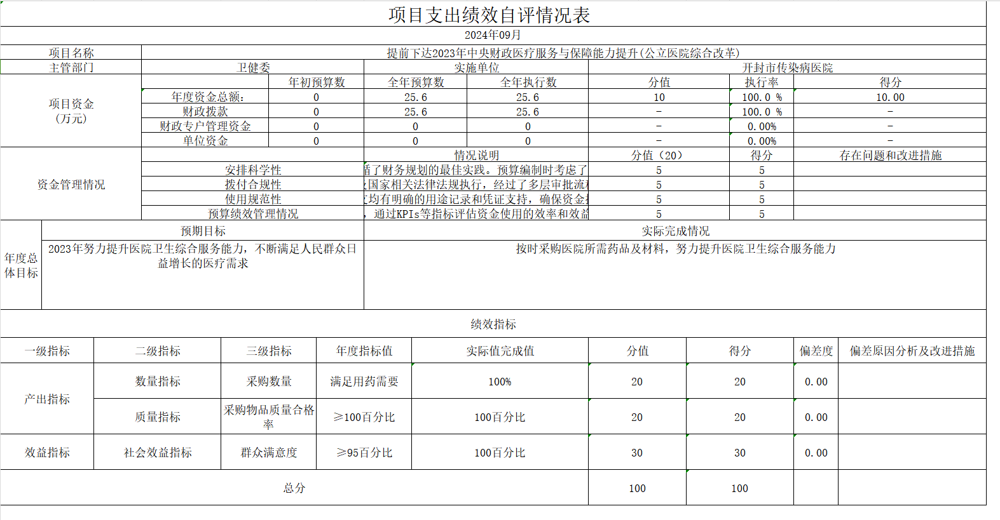 项目支出绩效自评情况表
2024年09月
项目名称 提前下达2023年中央财政医疗服务与保障能力提升(公立医院综合改革)
主管部门 卫健委 实施单位 开封市传染病医院
项目资金
(万元)
年初预算数 全年预算数 全年执行数 分值 执行率 得分
年度资金总额: 0 25.6 25.6 10 100.0 % 10.00
财政拨款 0 25.6 25.6 - 100.0 % -
财政专户管理资金 0 0 0 - 0.00% -
单位资金 0 0 0 - 0.00% -
资金管理情况
情况说明 分值（20） 得分 存在问题和改进措施
安排科学性 循了财务规划的最佳实践。预算编制时考虑了 5 5
拨付合规性 国家相关法律法规执行，经过了多层审批流 5 5
使用规范性 均有明确的用途记录和凭证支持，确保资金 5 5
预算绩效管理情况 ，通过KPIs等指标评估资金使用的效率和效益 5 5
年度总
体目标
预期目标 实际完成情况
2023年努力提升医院卫生综合服务能力，不断满足人民群众日
益增长的医疗需求
按时采购医院所需药品及材料，努力提升医院卫生综合服务能力
绩效指标
一级指标 二级指标 三级指标 年度指标值 实际值完成值 分值 得分 偏差度 偏差原因分析及改进措施
产出指标
数量指标 采购数量 满足用药需要 100% 20 20 0.00
质量指标 采购物品质量合格
率
≥100百分比 100百分比 20 20 0.00
效益指标 社会效益指标 群众满意度 ≥95百分比 100百分比 30 30 0.00
总分 100 100